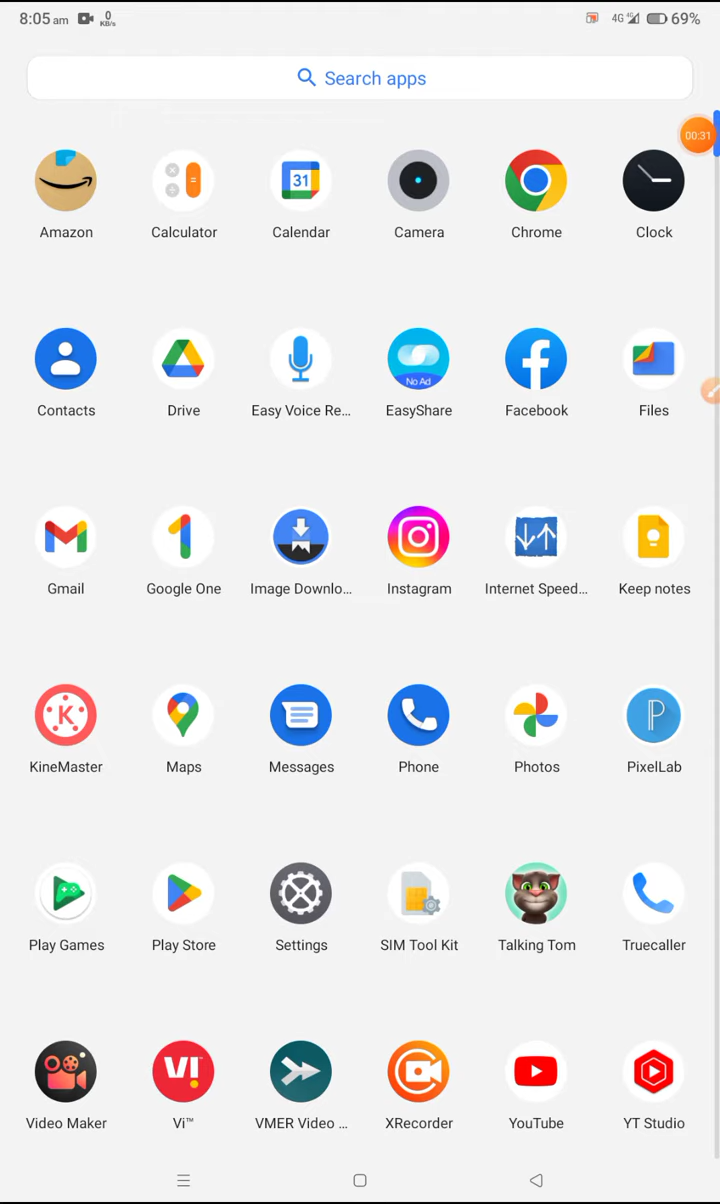 8:05 am 0 KB/s 4G 4G 69%
Search apps
00:31
31
Amazon Calculator Calendar Camera Chrome Clock
No Ad
Contacts Drive Easy Voice Re... EasyShare Facebook Files
Gmail Google One Image Downlo... Instagram Internet Speed... Keep notes
K P
KineMaster Maps Messages Phone Photos PixelLab
Play Games Play Store Settings SIM Tool Kit Talking Tom Truecaller
VI™
Video Maker Vi™ VMER Video ... XRecorder YouTube YT Studio